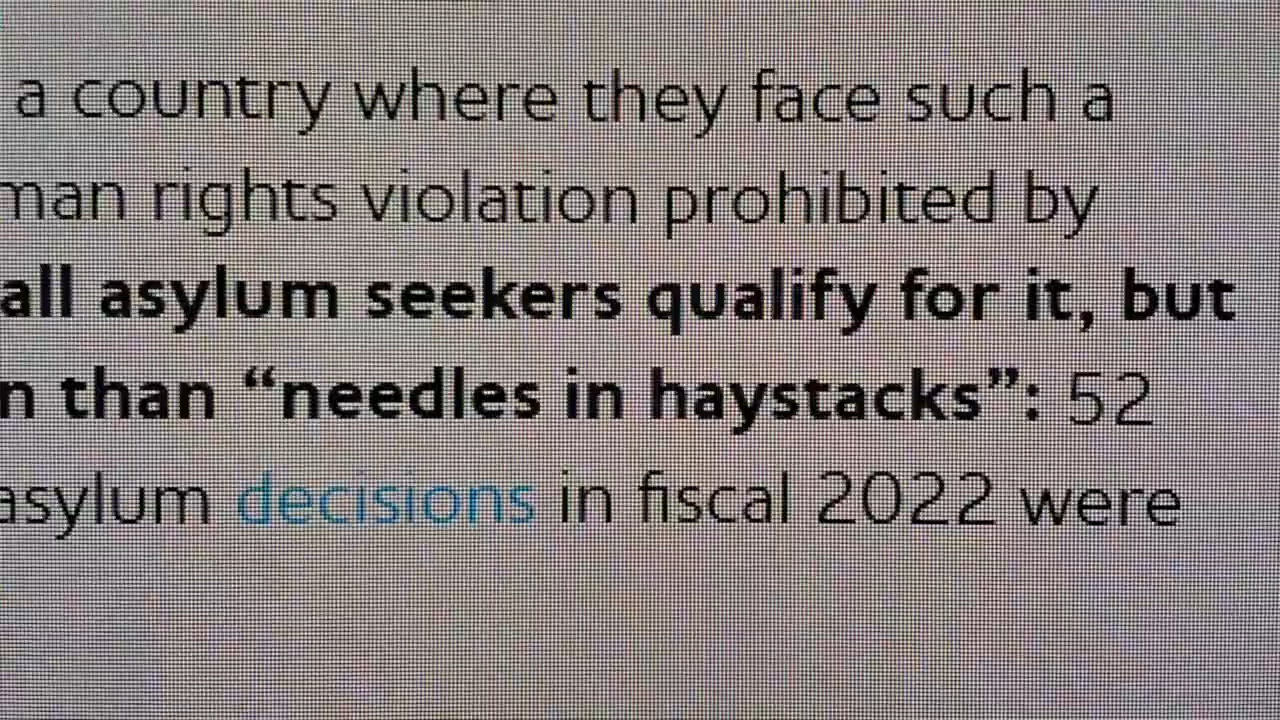 a country where they face such a
man rights violation prohibited by
all asylum seekers qualify for it, but
n than “needles in haystacks”: 52
asylum decisions in fiscal 2022 were